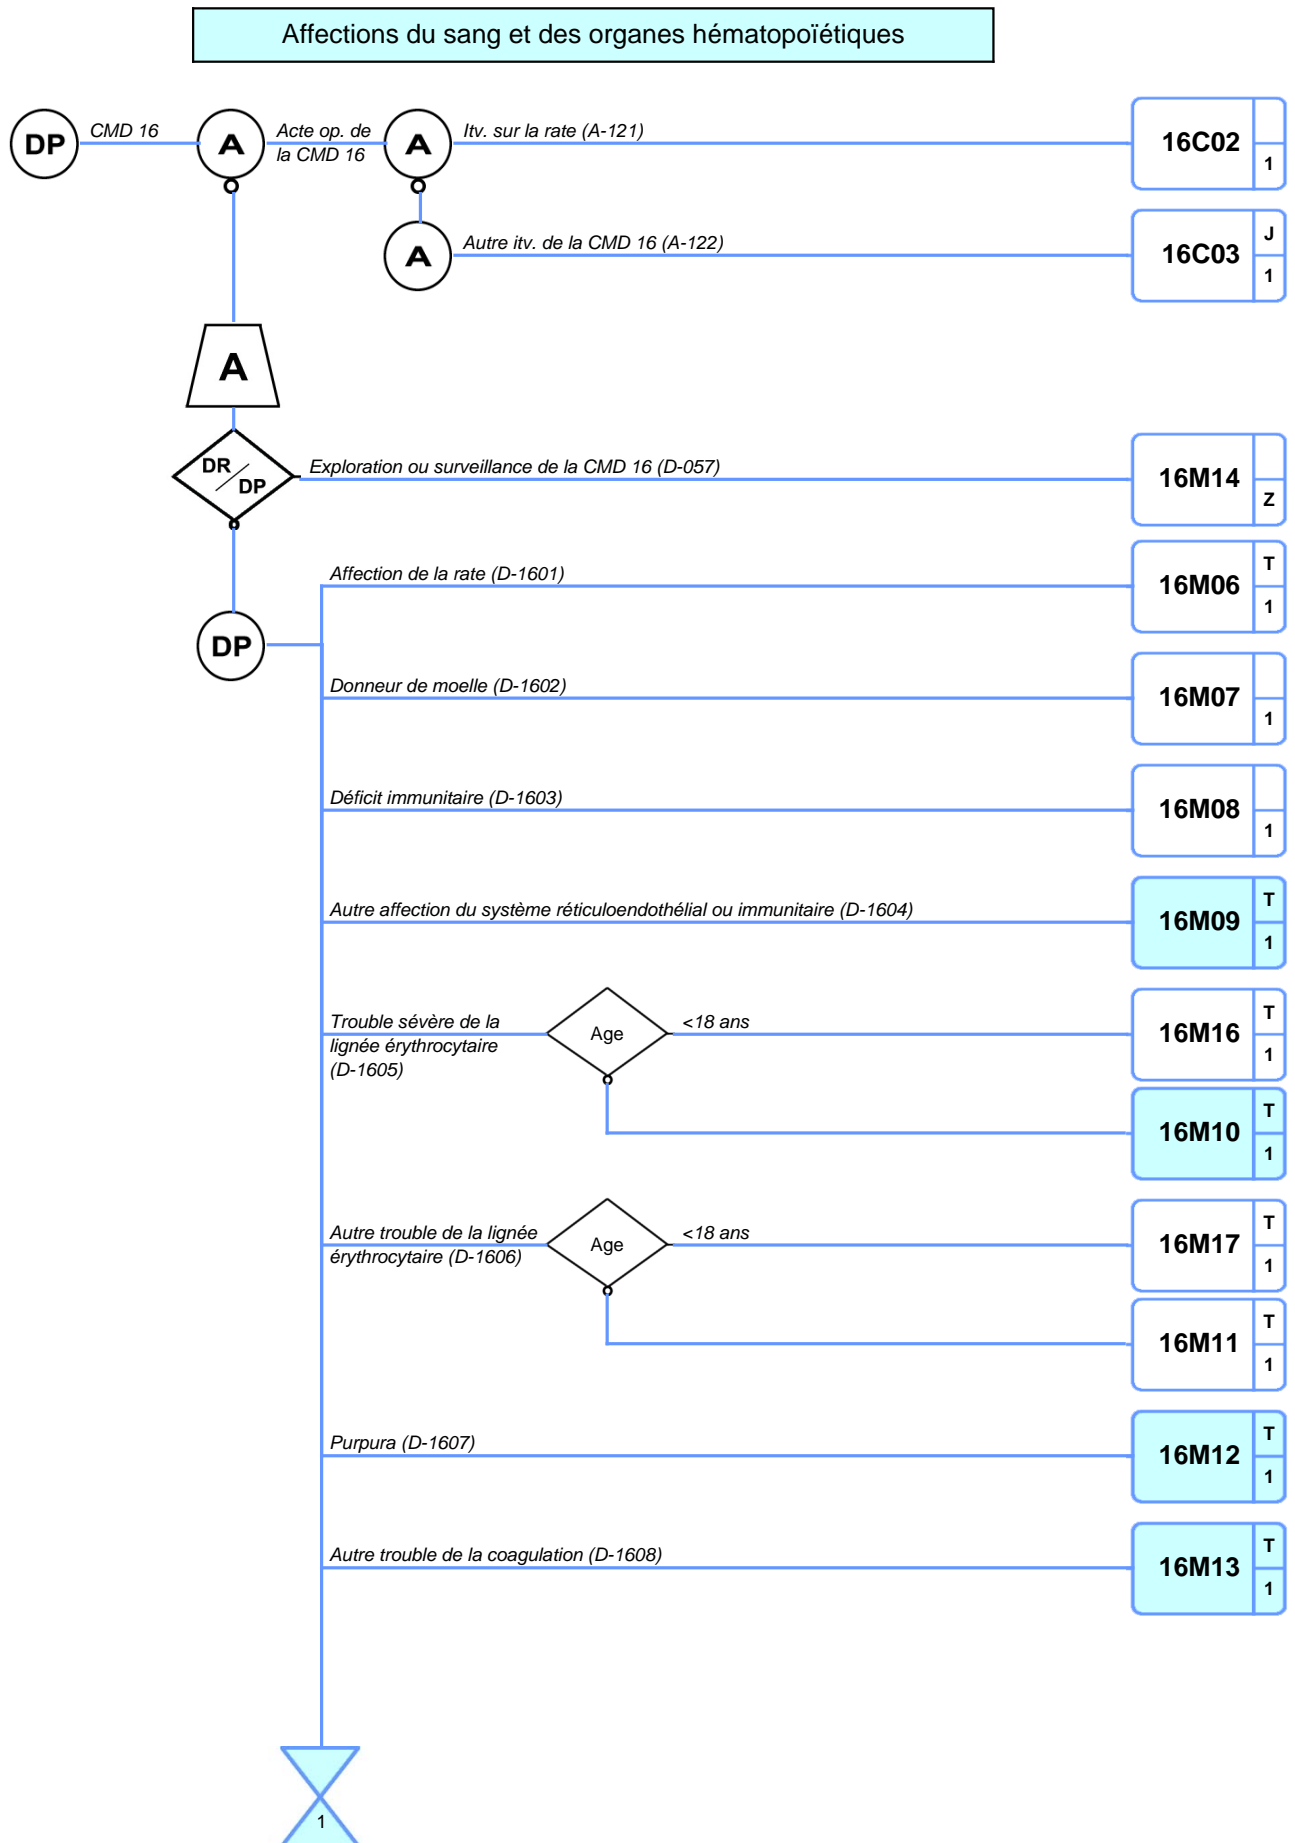 Affections du sang et des organes hématopoïétiques
DP
CMD 16
A
Acte op. de
la CMD 16
A
Itv. sur la rate (A-121)
16C02
1
A
Autre itv. de la CMD 16 (A-122)
16C03
J
1
A
DR
DP
Exploration ou surveillance de la CMD 16 (D-057)
16M14
Z
DP
Affection de la rate (D-1601)
16M06
T
1
Donneur de moelle (D-1602)
16M07
1
Déficit immunitaire (D-1603)
16M08
1
Autre affection du système réticuloendothélial ou immunitaire (D-1604)
16M09
T
1
Trouble sévère de la
lignée érythrocytaire
(D-1605)
Age
<18 ans
16M16
T
1
16M10
T
1
Autre trouble de la lignée
érythrocytaire (D-1606)
Age
<18 ans
16M17
T
1
16M11
T
1
Purpura (D-1607)
16M12
T
1
Autre trouble de la coagulation (D-1608)
16M13
T
1
1